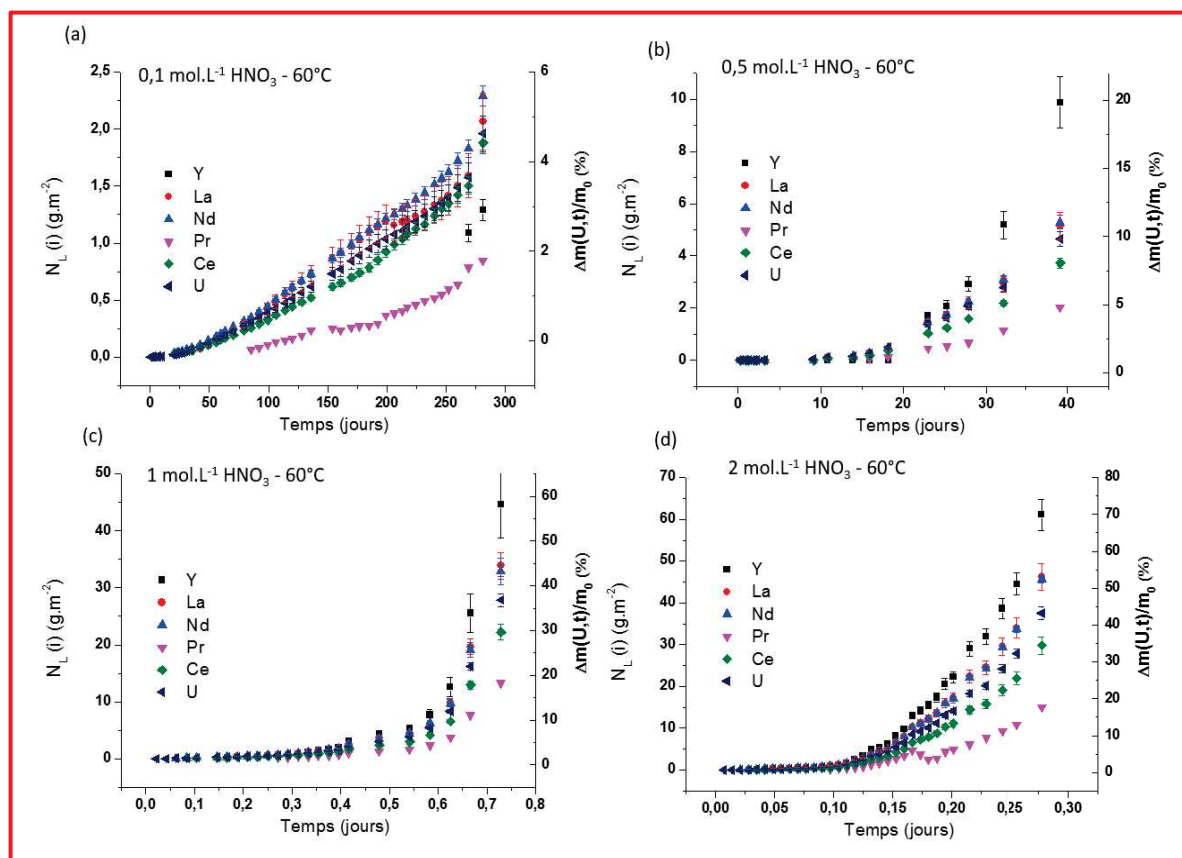 (a)
0,1 mol.L⁻¹ HNO₃ - 60°C
2,5
2,0
1,5
1,0
0,5
0,0
N_L (i) (g.m⁻²)
Y
La
Nd
Pr
Ce
U
6
4
2
0
Δm(U,t)/m₀ (%)
0 50 100 150 200 250 300
Temps (jours)
(b)
0,5 mol.L⁻¹ HNO₃ - 60°C
10
8
6
4
2
0
N_L (i) (g.m⁻²)
Y
La
Nd
Pr
Ce
U
20
15
10
5
0
Δm(U,t)/m₀ (%)
0 10 20 30 40
Temps (jours)
(c)
1 mol.L⁻¹ HNO₃ - 60°C
50
40
30
20
10
0
N_L (i) (g.m⁻²)
Y
La
Nd
Pr
Ce
U
60
50
40
30
20
10
0
Δm(U,t)/m₀ (%)
0,0 0,1 0,2 0,3 0,4 0,5 0,6 0,7 0,8
Temps (jours)
(d)
2 mol.L⁻¹ HNO₃ - 60°C
70
60
50
40
30
20
10
0
N_L (i) (g.m⁻²)
Y
La
Nd
Pr
Ce
U
80
70
60
50
40
30
20
10
0
Δm(U,t)/m₀ (%)
0,00 0,05 0,10 0,15 0,20 0,25 0,30
Temps (jours)